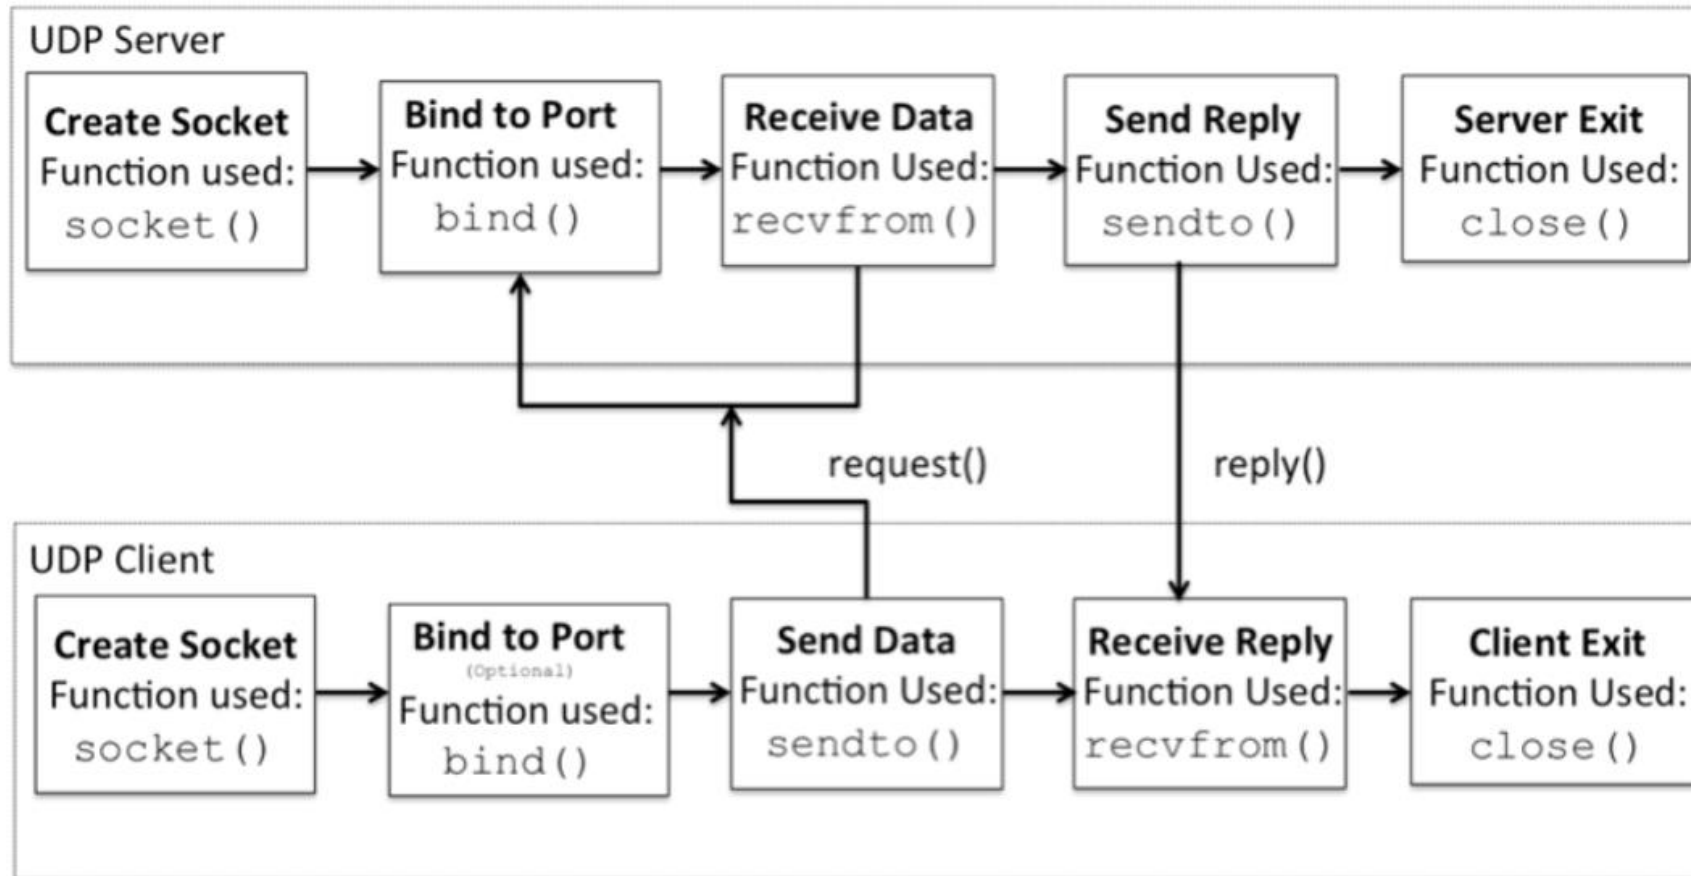 UDP Server
Create Socket
Function used:
socket()
Bind to Port
Function used:
bind()
Receive Data
Function Used:
recvfrom()
Send Reply
Function Used:
sendto()
Server Exit
Function Used:
close()
request()
reply()
UDP Client
Create Socket
Function used:
socket()
Bind to Port
(Optional)
Function used:
bind()
Send Data
Function Used:
sendto()
Receive Reply
Function Used:
recvfrom()
Client Exit
Function Used:
close()